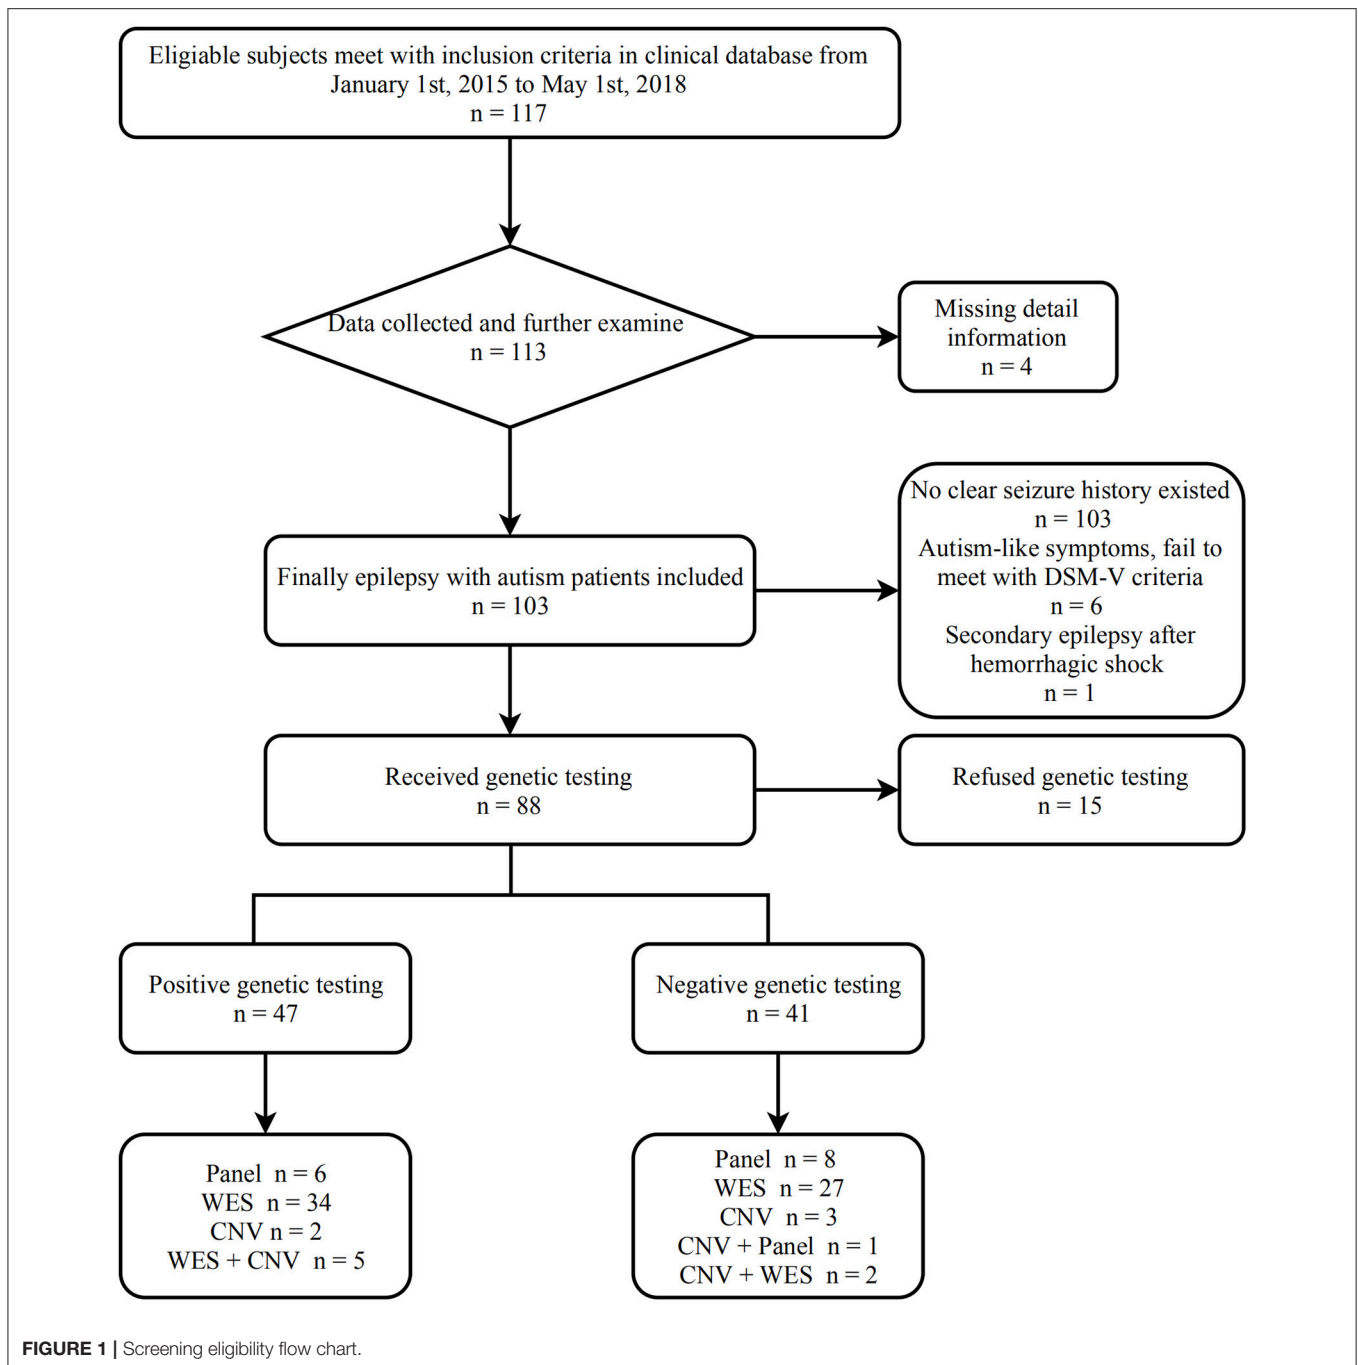 Eligiable subjects meet with inclusion criteria in clinical database from
January 1st, 2015 to May 1st, 2018
n = 117
Data collected and further examine
n = 113
Missing detail
information
n = 4
Finally epilepsy with autism patients included
n = 103
No clear seizure history existed
n = 103
Autism-like symptoms, fail to
meet with DSM-V criteria
n = 6
Secondary epilepsy after
hemorrhagic shock
n = 1
Received genetic testing
n = 88
Refused genetic testing
n = 15
Positive genetic testing
n = 47
Negative genetic testing
n = 41
Panel n = 6
WES n = 34
CNV n = 2
WES + CNV n = 5
Panel n = 8
WES n = 27
CNV n = 3
CNV + Panel n = 1
CNV + WES n = 2
FIGURE 1 | Screening eligibility flow chart.